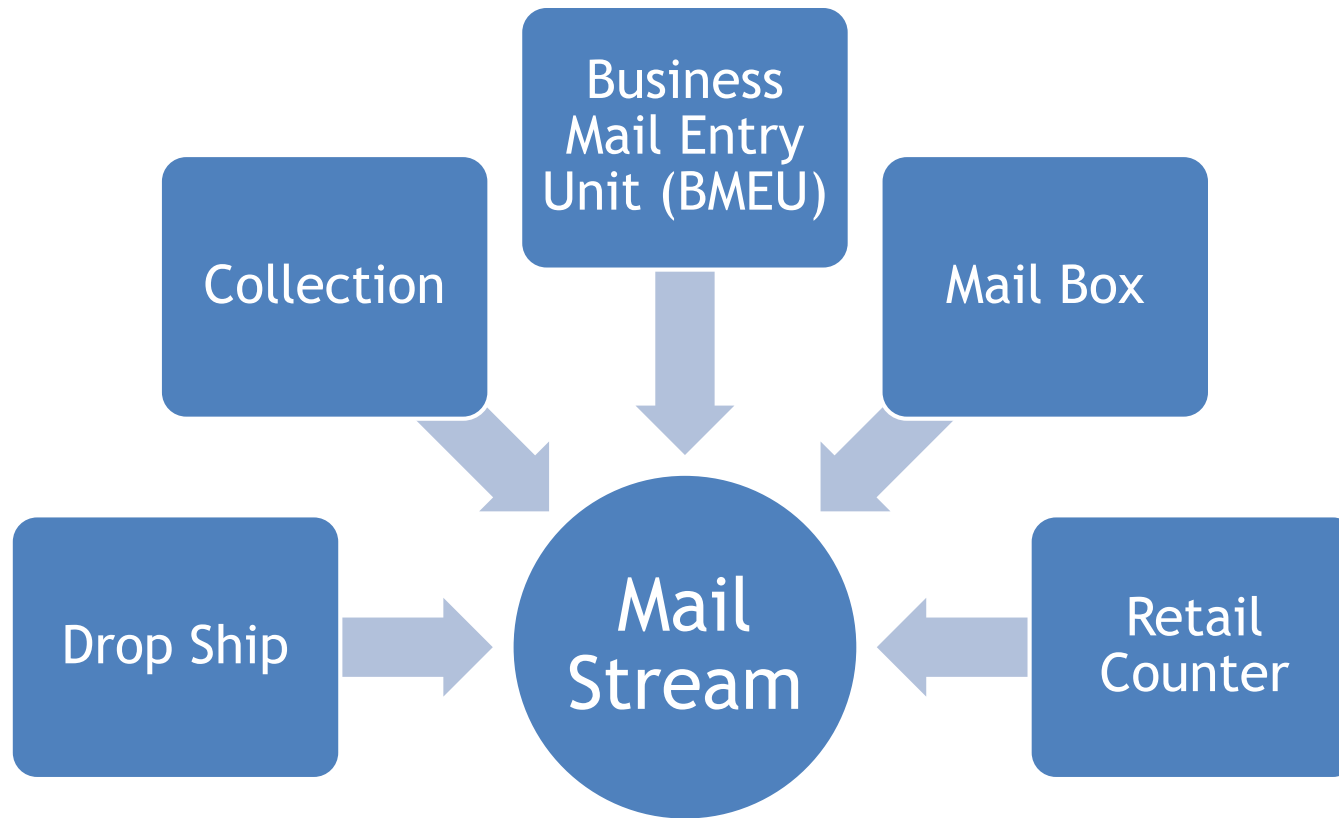 Business
Mail Entry
Unit (BMEU)
Collection
Mail Box
Drop Ship
Mail
Stream
Retail
Counter